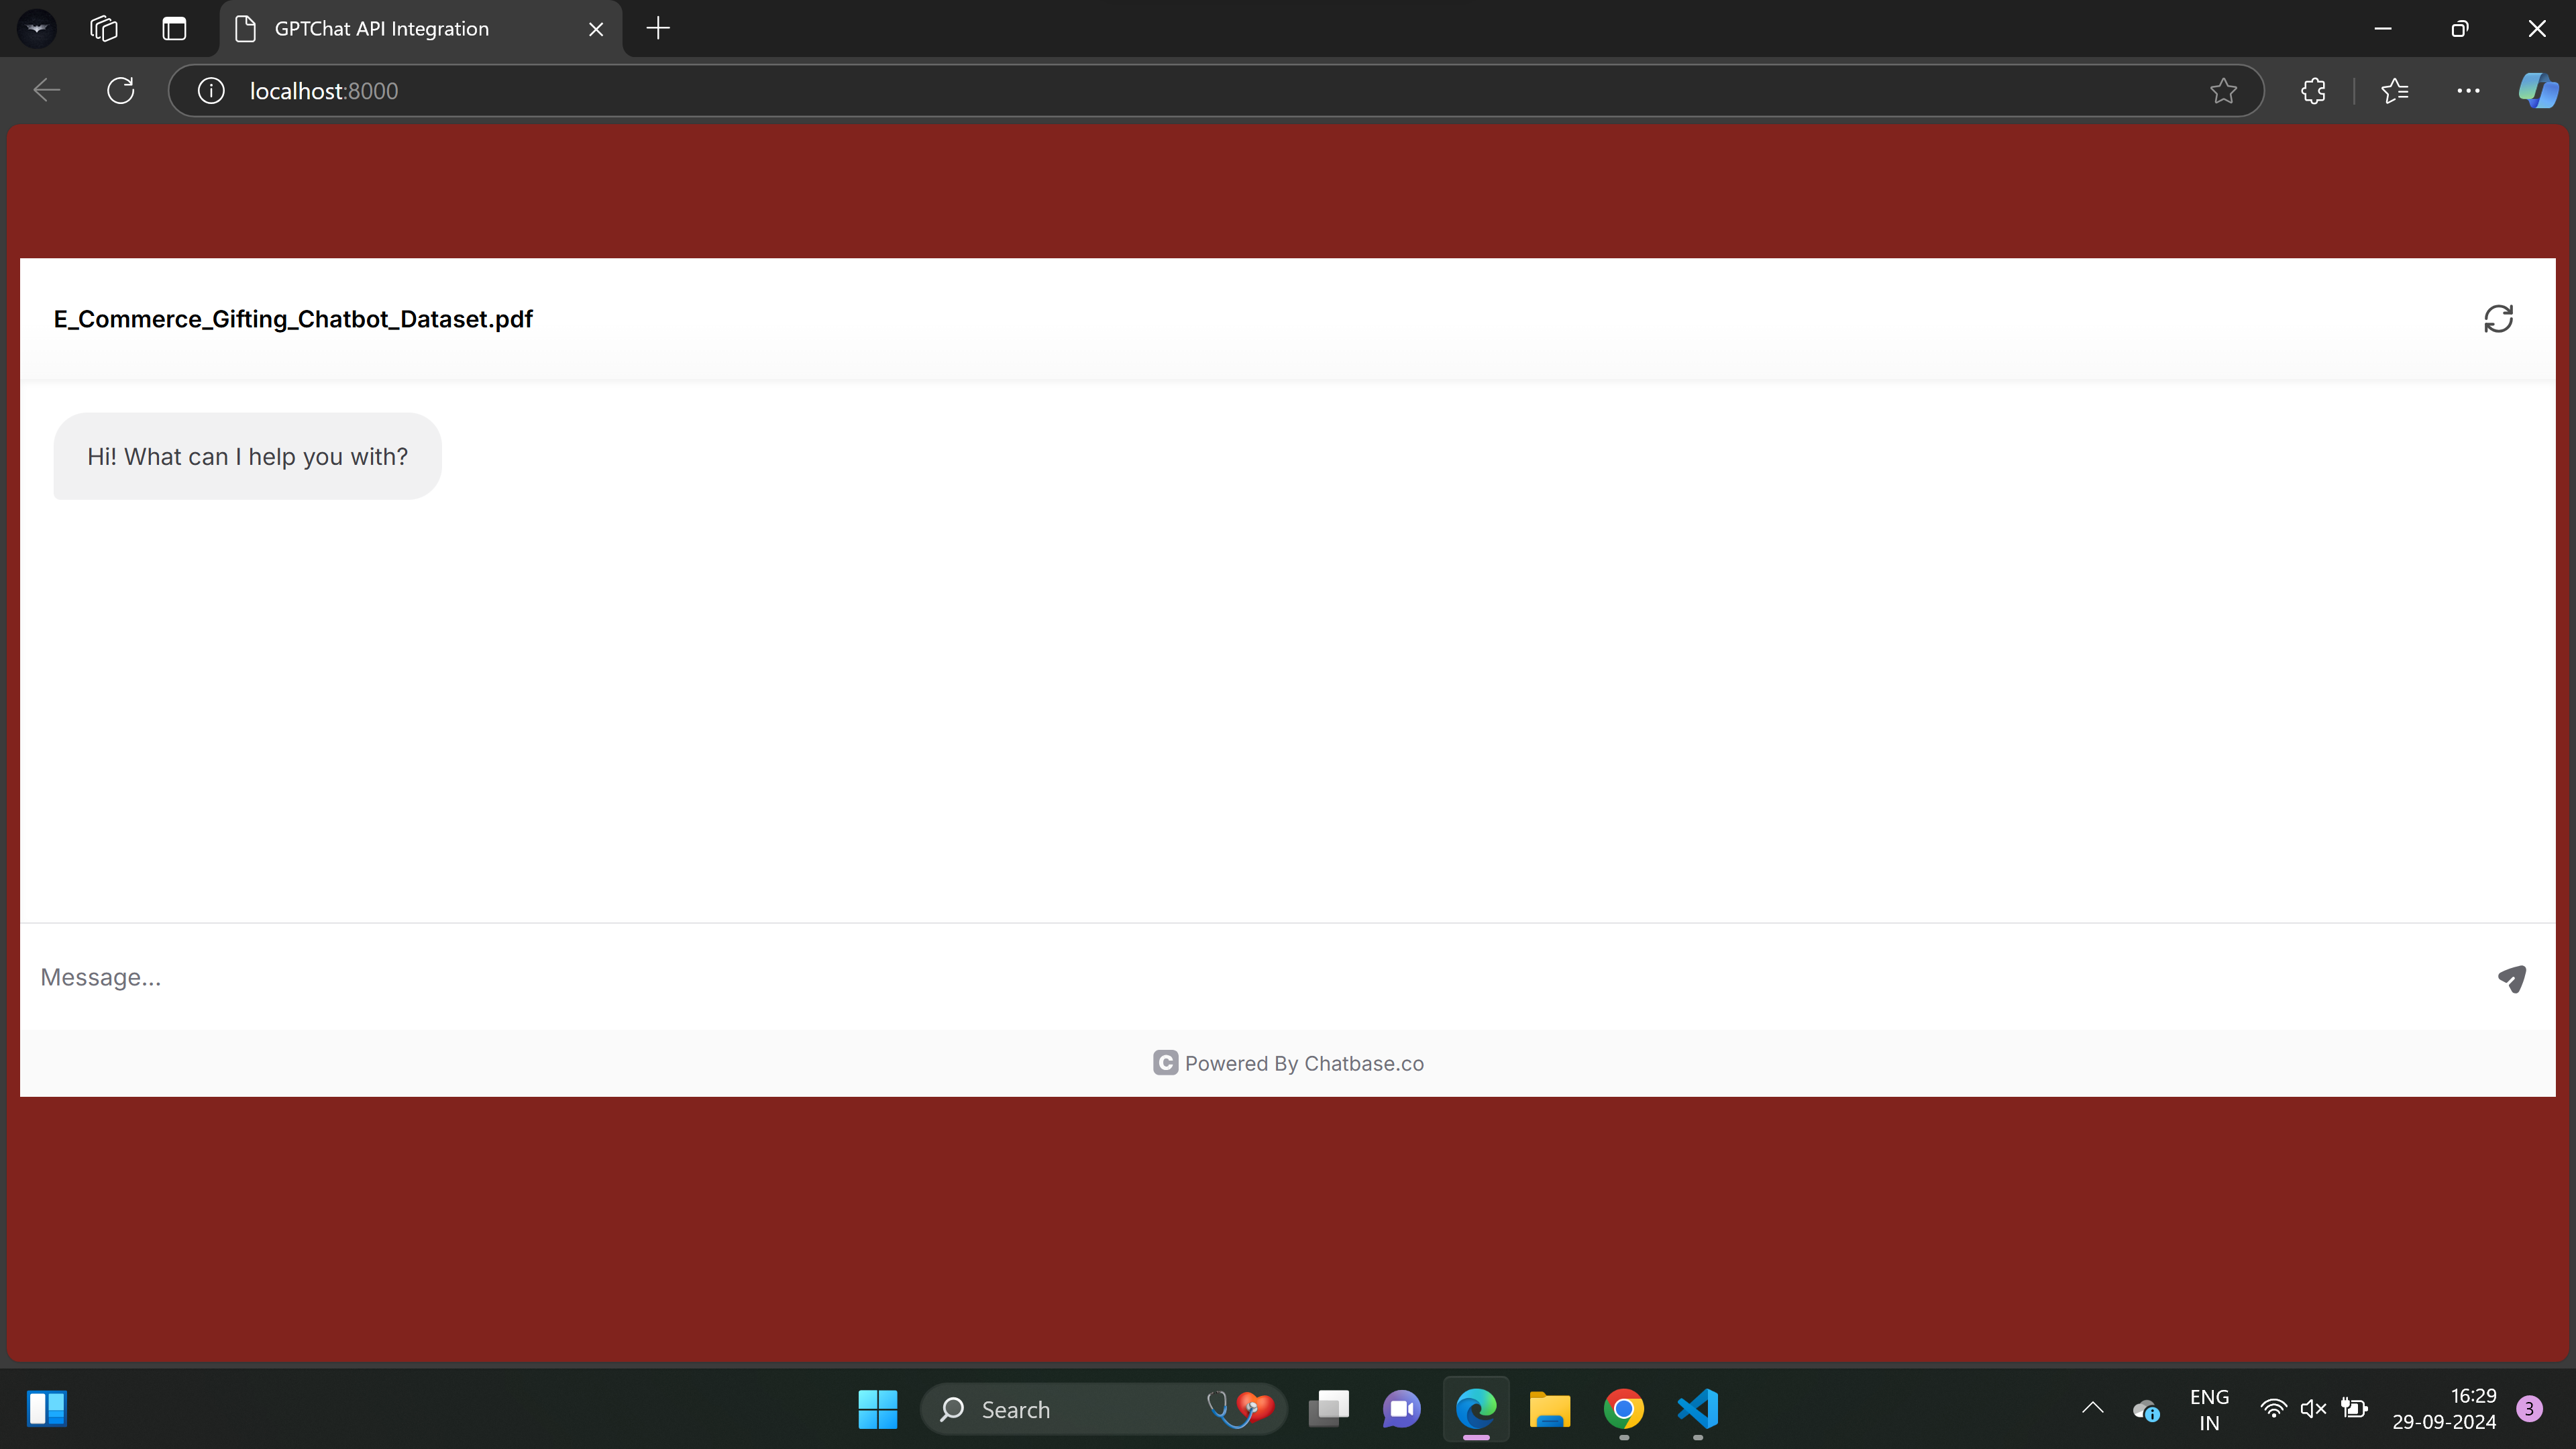 GPTChat API Integration
localhost:8000
E_Commerce_Gifting_Chatbot_Dataset.pdf
Hi! What can I help you with?
Message...
C Powered By Chatbase.co
Search
ENG
IN
16:29
29-09-2024
3